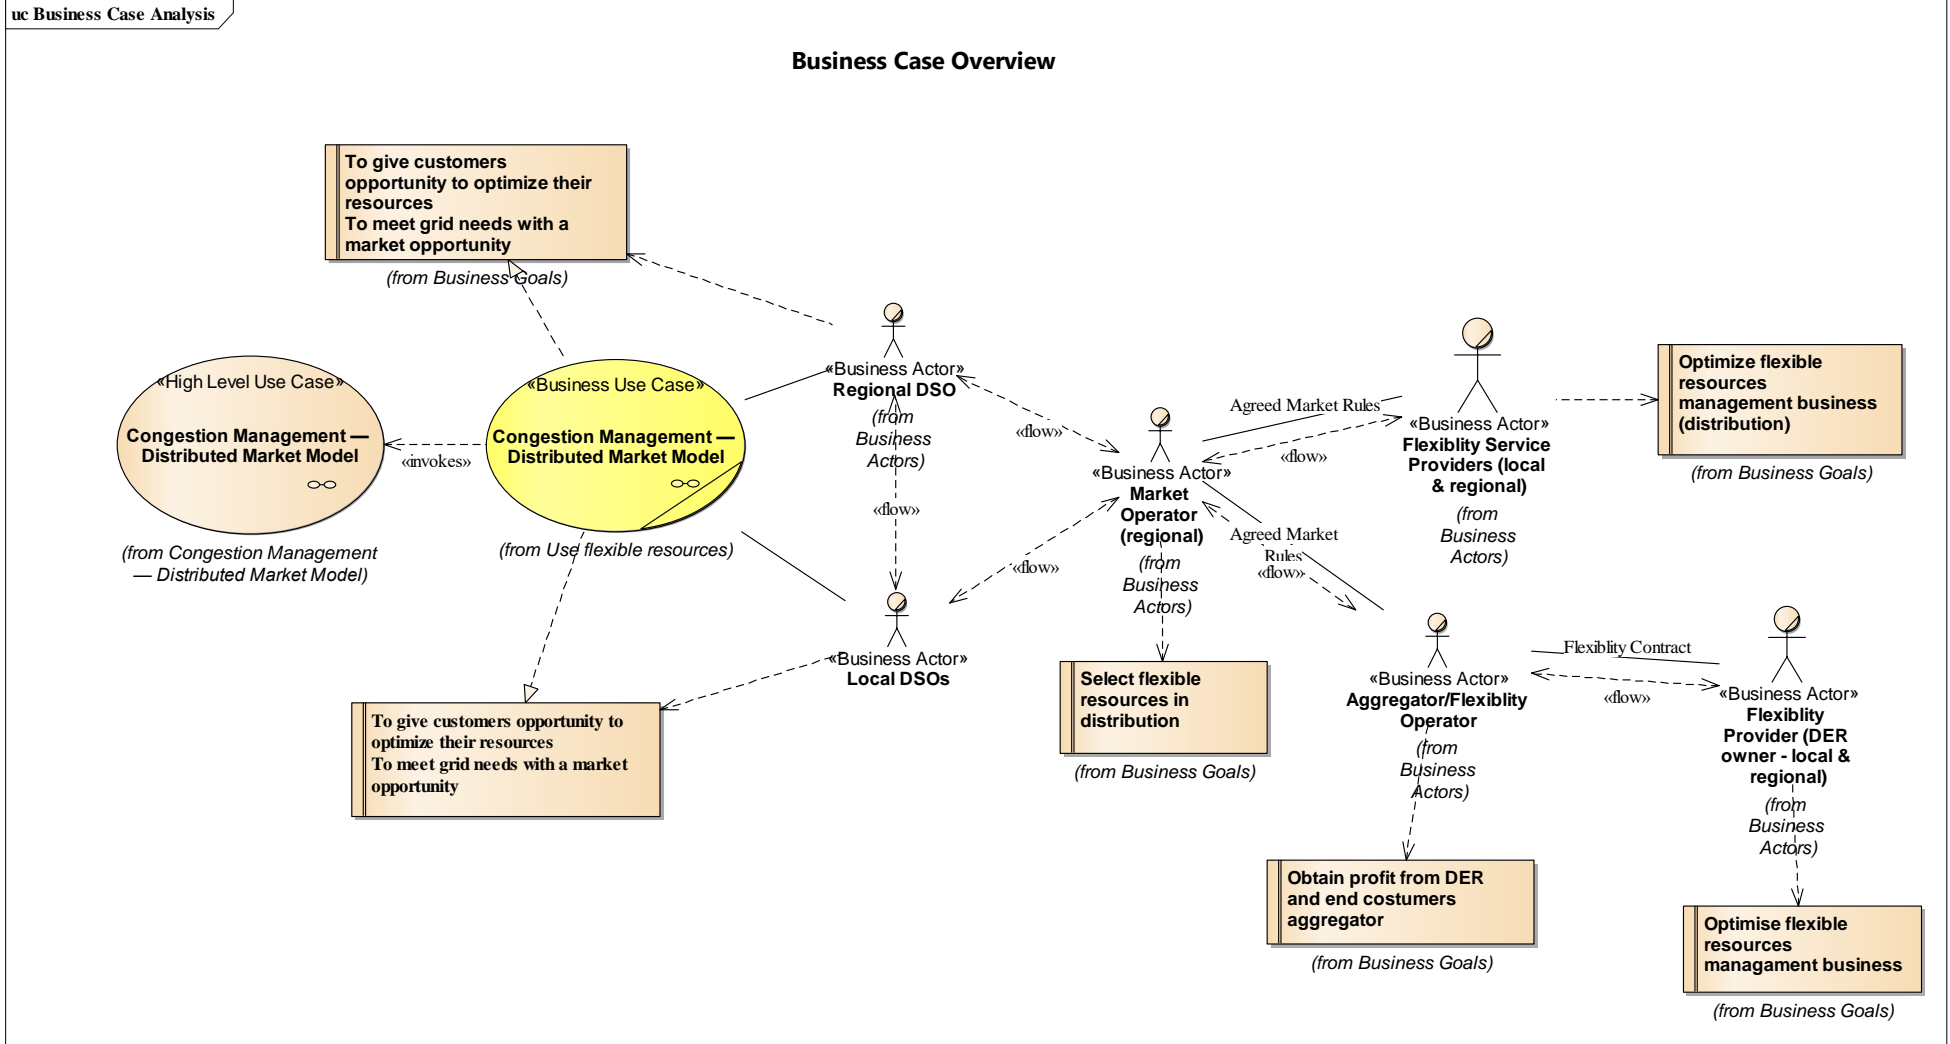 uc Business Case Analysis
Business Case Overview
To give customers
opportunity to optimize their
resources
To meet grid needs with a
market opportunity
(from Business Goals)
«High Level Use Case»
Congestion Management —
Distributed Market Model
(from Congestion Management
— Distributed Market Model)
«invokes»
«Business Use Case»
Congestion Management —
Distributed Market Model
(from Use flexible resources)
To give customers opportunity to
optimize their resources
To meet grid needs with a market
opportunity
«Business Actor»
Regional DSO
(from
Business
Actors)
«flow»
«Business Actor»
Local DSOs
«flow»
«flow»
«Business Actor»
Market
Operator
(regional)
(from
Business
Actors)
Select flexible
resources in
distribution
(from Business Goals)
Agreed Market Rules
«flow»
Agreed Market
Rules
«flow»
«Business Actor»
Flexiblity Service
Providers (local
& regional)
(from
Business
Actors)
Optimize flexible
resources
management business
(distribution)
(from Business Goals)
«Business Actor»
Aggregator/Flexiblity
Operator
(from
Business
Actors)
Obtain profit from DER
and end costumers
aggregator
(from Business Goals)
Flexiblity Contract
«flow»
«Business Actor»
Flexiblity
Provider (DER
owner - local &
regional)
(from
Business
Actors)
Optimise flexible
resources
managament business
(from Business Goals)